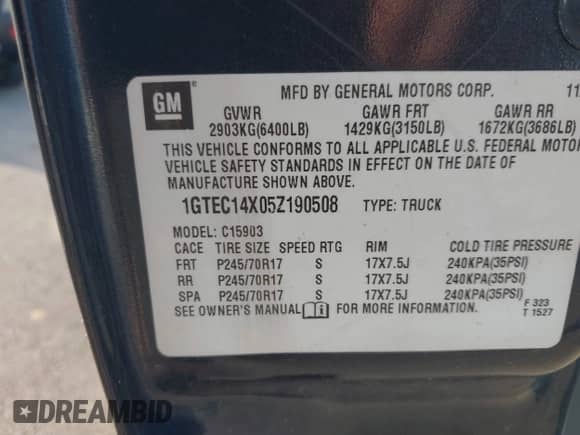 GM ®
MFD BY GENERAL MOTORS CORP. 11
GVWR GAWR FRT GAWR RR
2903KG(6400LB) 1429KG(3150LB) 1672KG(3686LB)
THIS VEHICLE CONFORMS TO ALL APPLICABLE U.S. FEDERAL MOTOR
VEHICLE SAFETY STANDARDS IN EFFECT ON THE DATE OF
MANUFACTURE SHOWN ABOVE.
1GTEC14X05Z190508 TYPE: TRUCK
MODEL: C15903
CACE TIRE SIZE SPEED RTG RIM COLD TIRE PRESSURE
FRT P245/70R17 S 17X7.5J 240KPA(35PSI)
RR P245/70R17 S 17X7.5J 240KPA(35PSI)
SPA P245/70R17 S 17X7.5J 240KPA(35PSI)
SEE OWNER'S MANUAL FOR MORE INFORMATION.
F 323
T 1527
DREAMBID